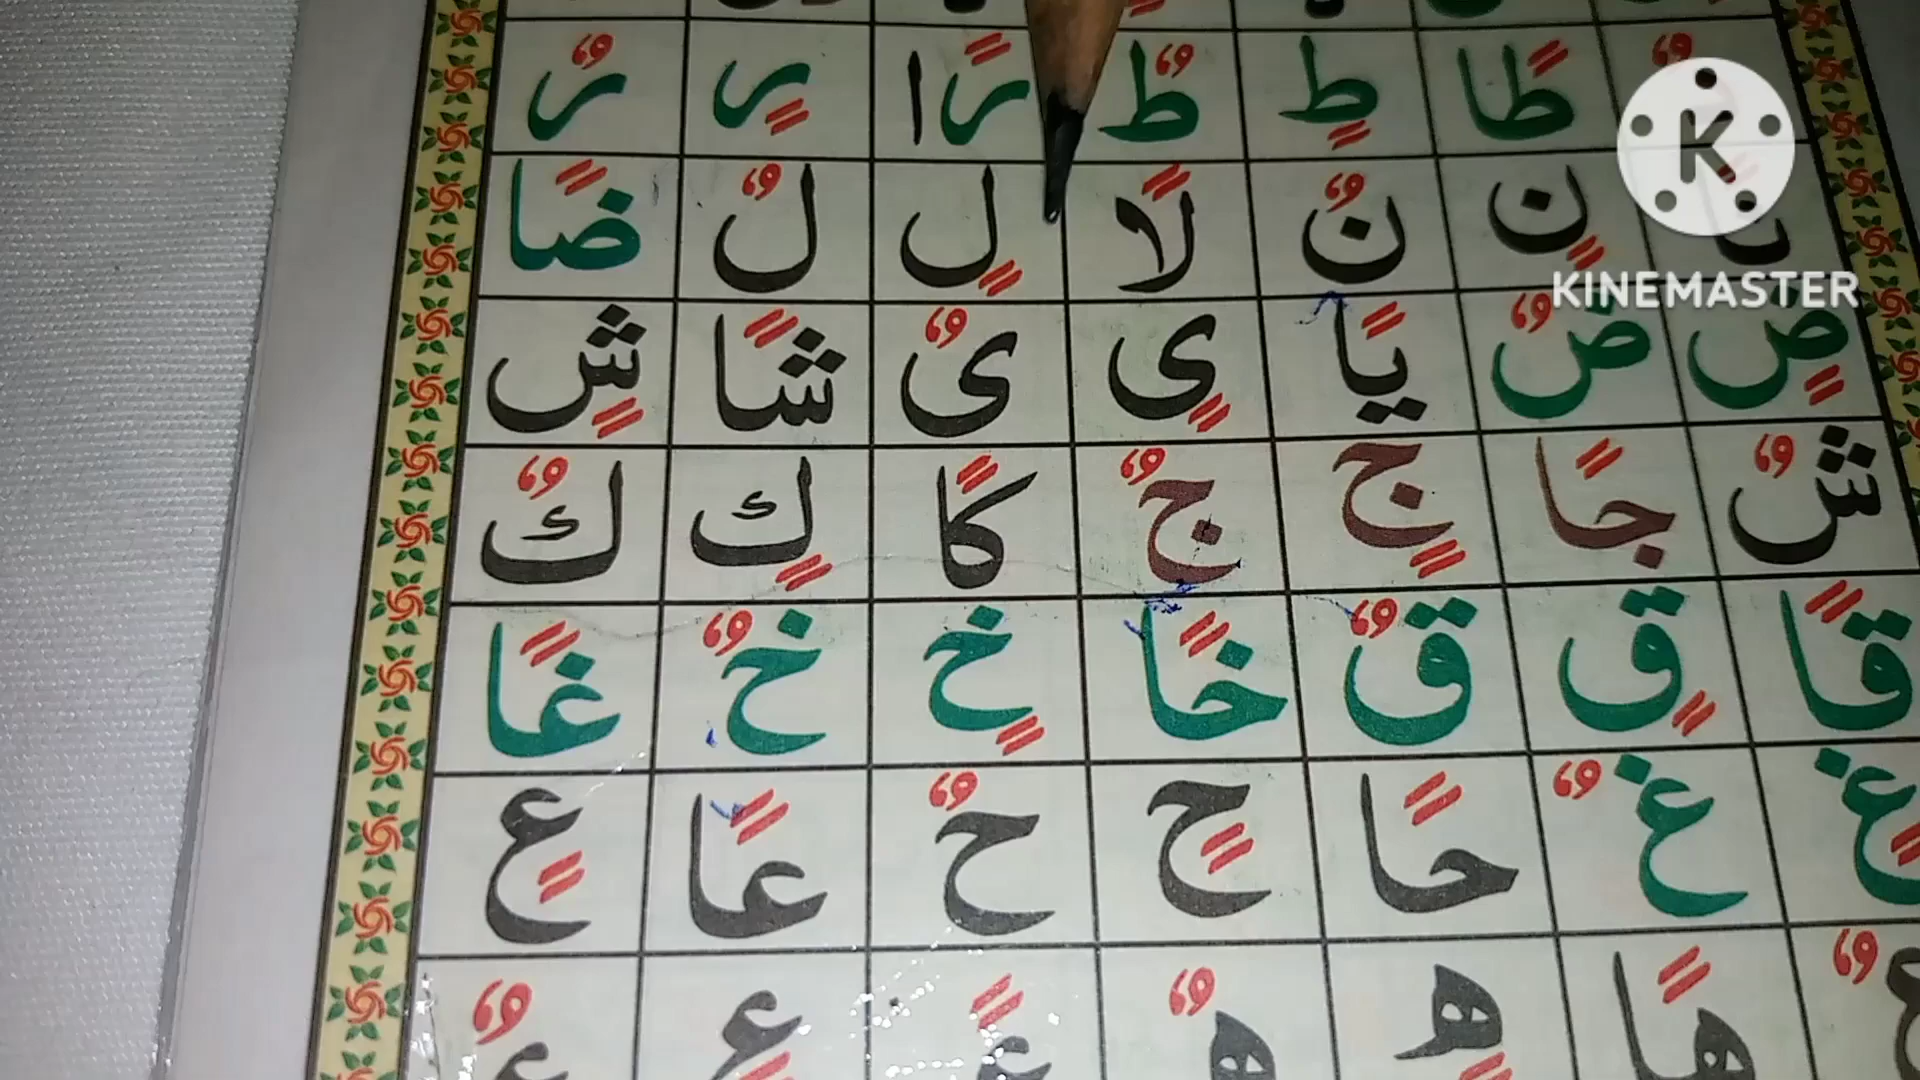 طًا طٍ طٌ رًا رٍ رٌ
نٍ نٌ لًا لٍ لٌ ضًا
ضٍ ضٌ يًا یٍ یٌ شًا شٍ
شٌ جًا جٍ جٌ كًا كٍ كٌ
قًا قٍ قٌ خًا خٍ خٌ غًا
غٍ غٌ حًا حٍ حٌ عًا عٍ
هًا هٍ هٌ
K
KINEMASTER